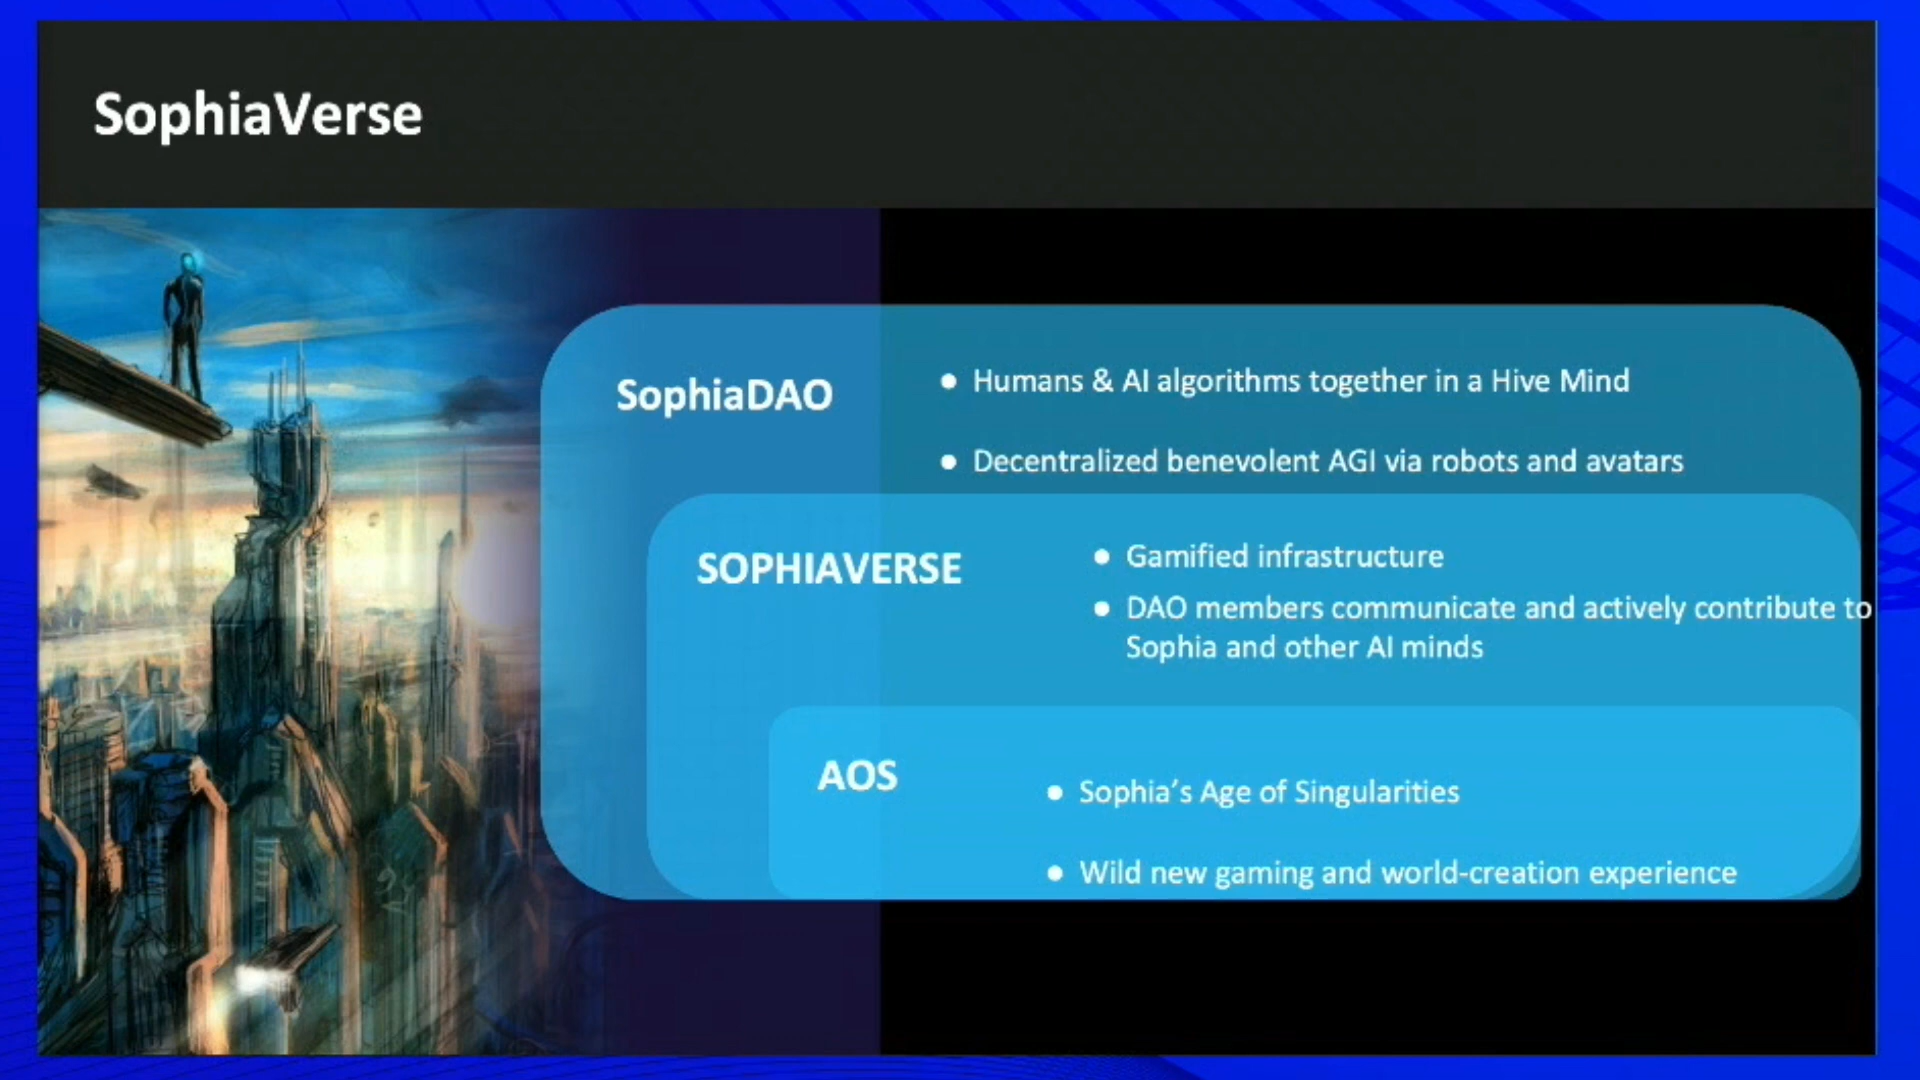 SophiaVerse
SophiaDAO
● Humans & AI algorithms together in a Hive Mind
● Decentralized benevolent AGI via robots and avatars
SOPHIAVERSE
● Gamified infrastructure
● DAO members communicate and actively contribute to
Sophia and other AI minds
AOS
● Sophia's Age of Singularities
● Wild new gaming and world-creation experience